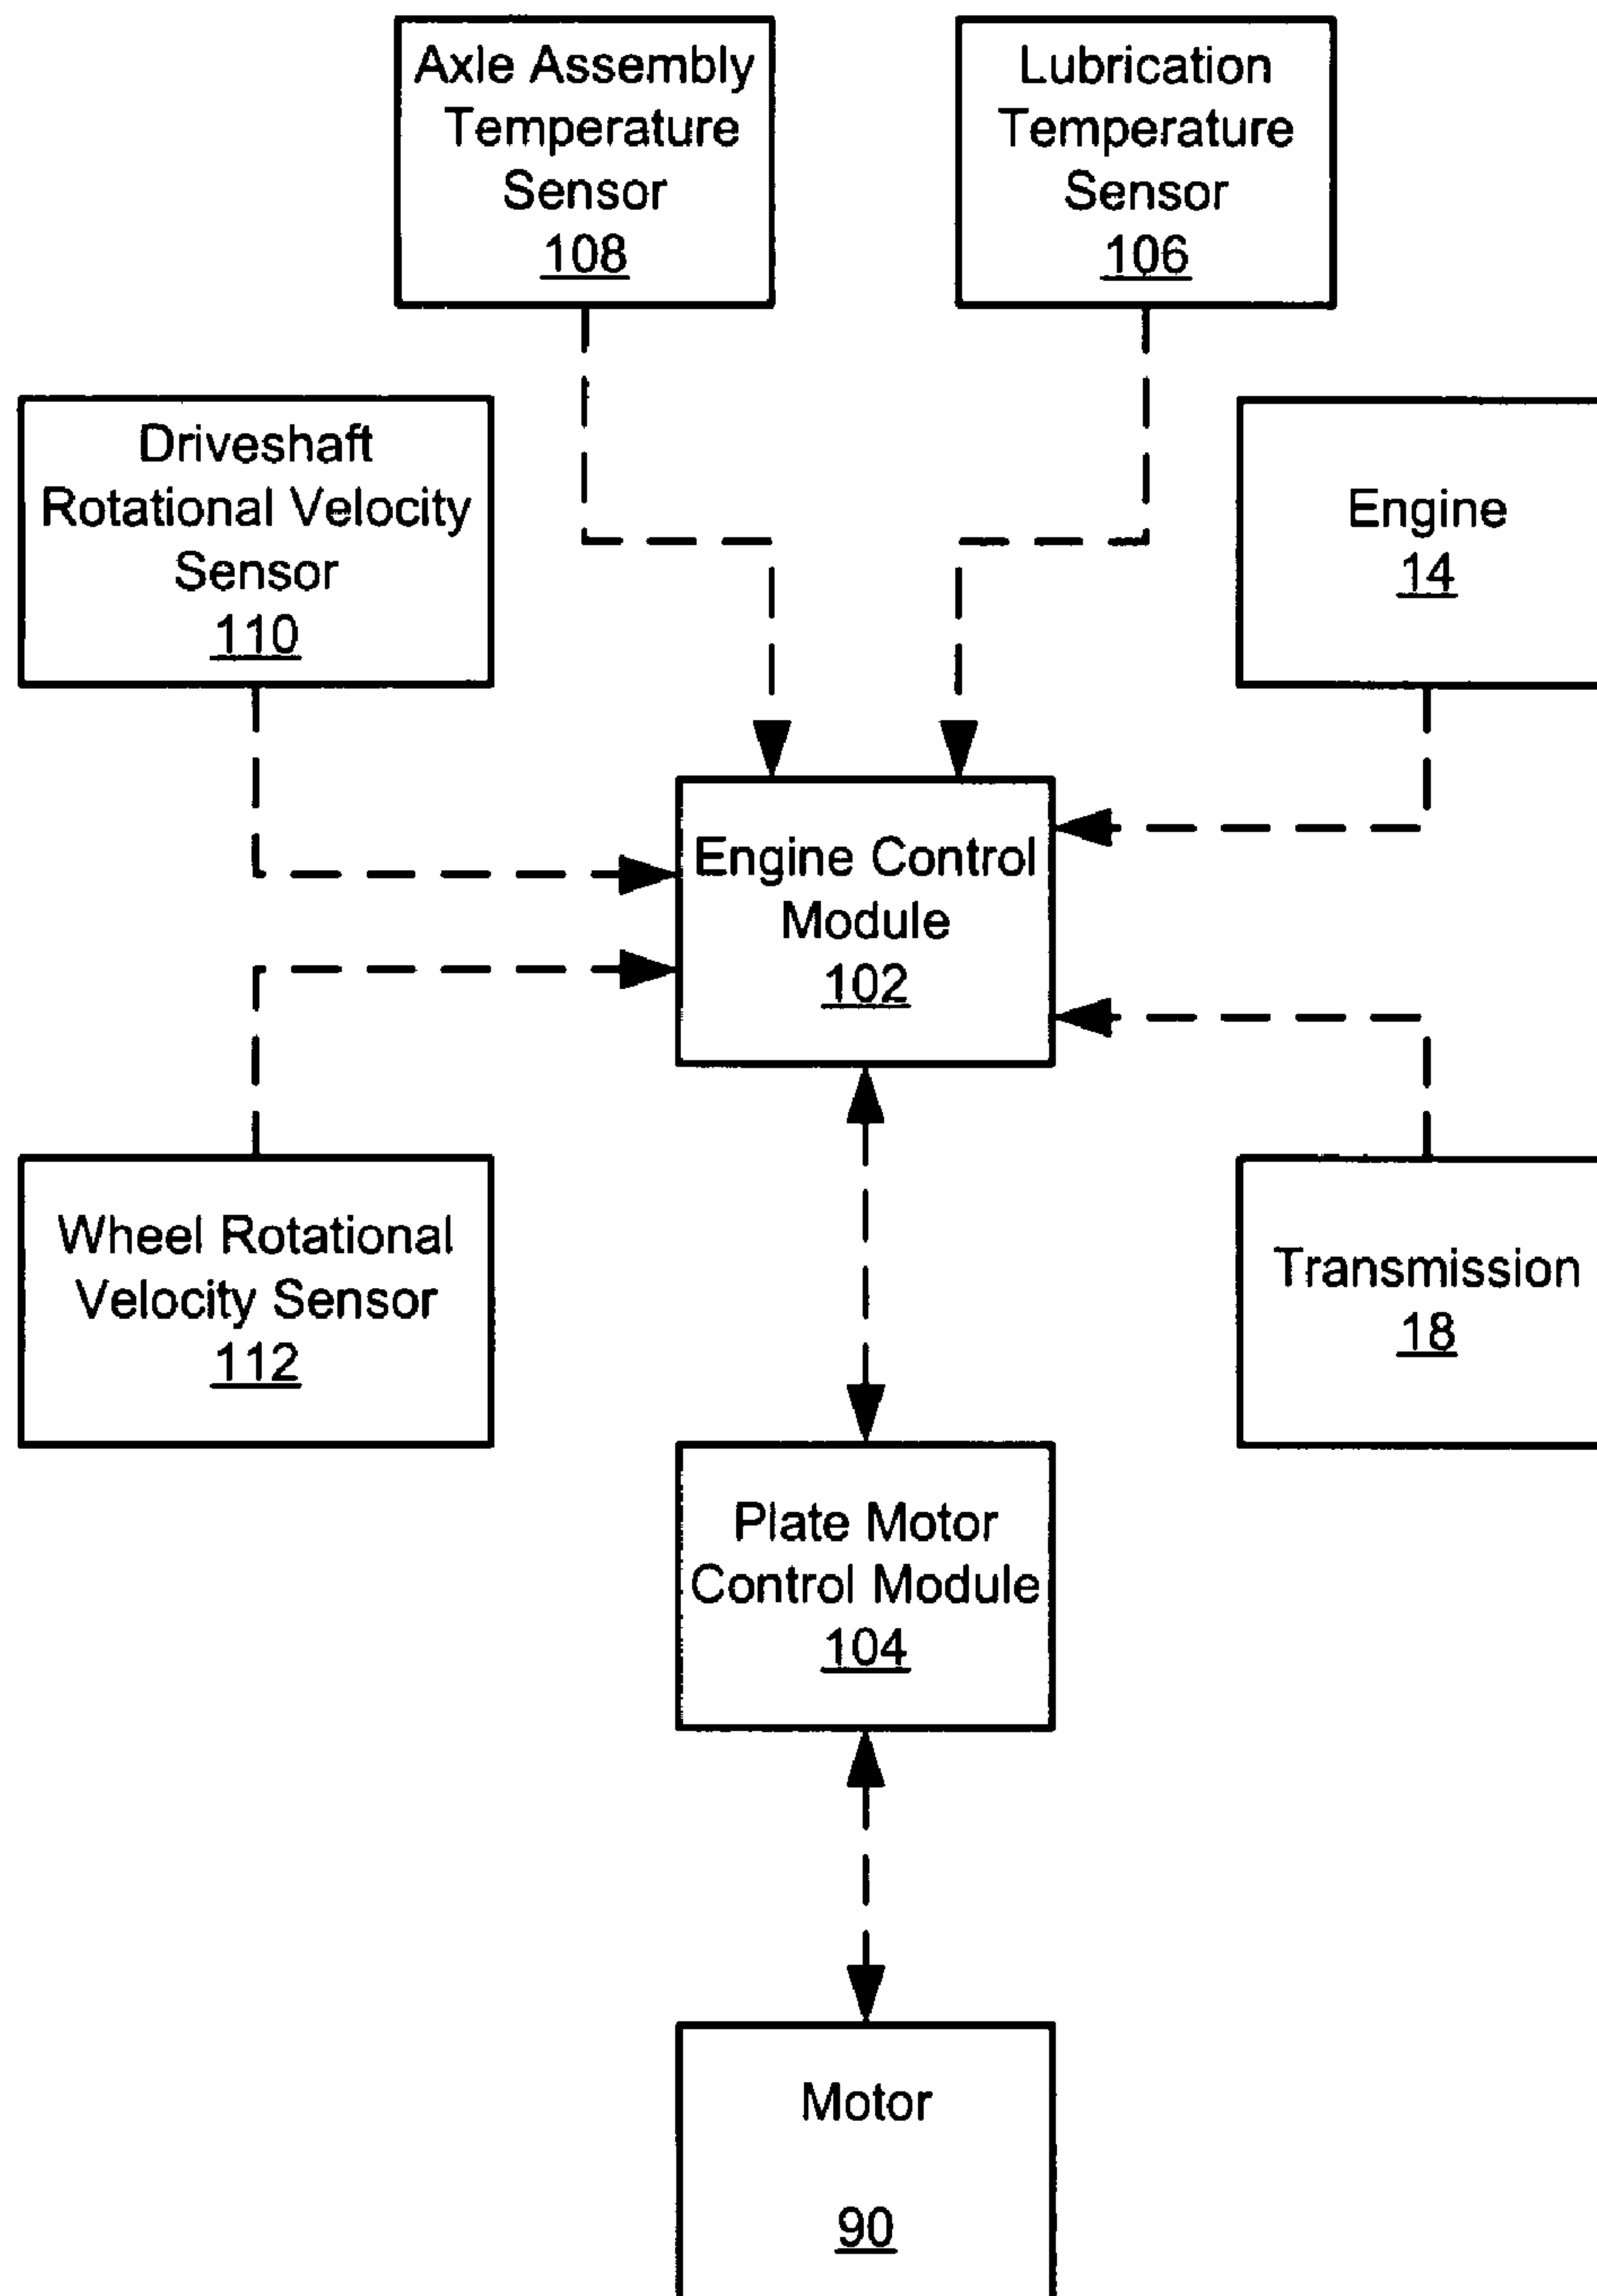 Axle Assembly
Temperature
Sensor
108
Lubrication
Temperature
Sensor
106
Driveshaft
Rotational Velocity
Sensor
110
Engine
14
Engine Control
Module
102
Wheel Rotational
Velocity Sensor
112
Transmission
18
Plate Motor
Control Module
104
Motor
90